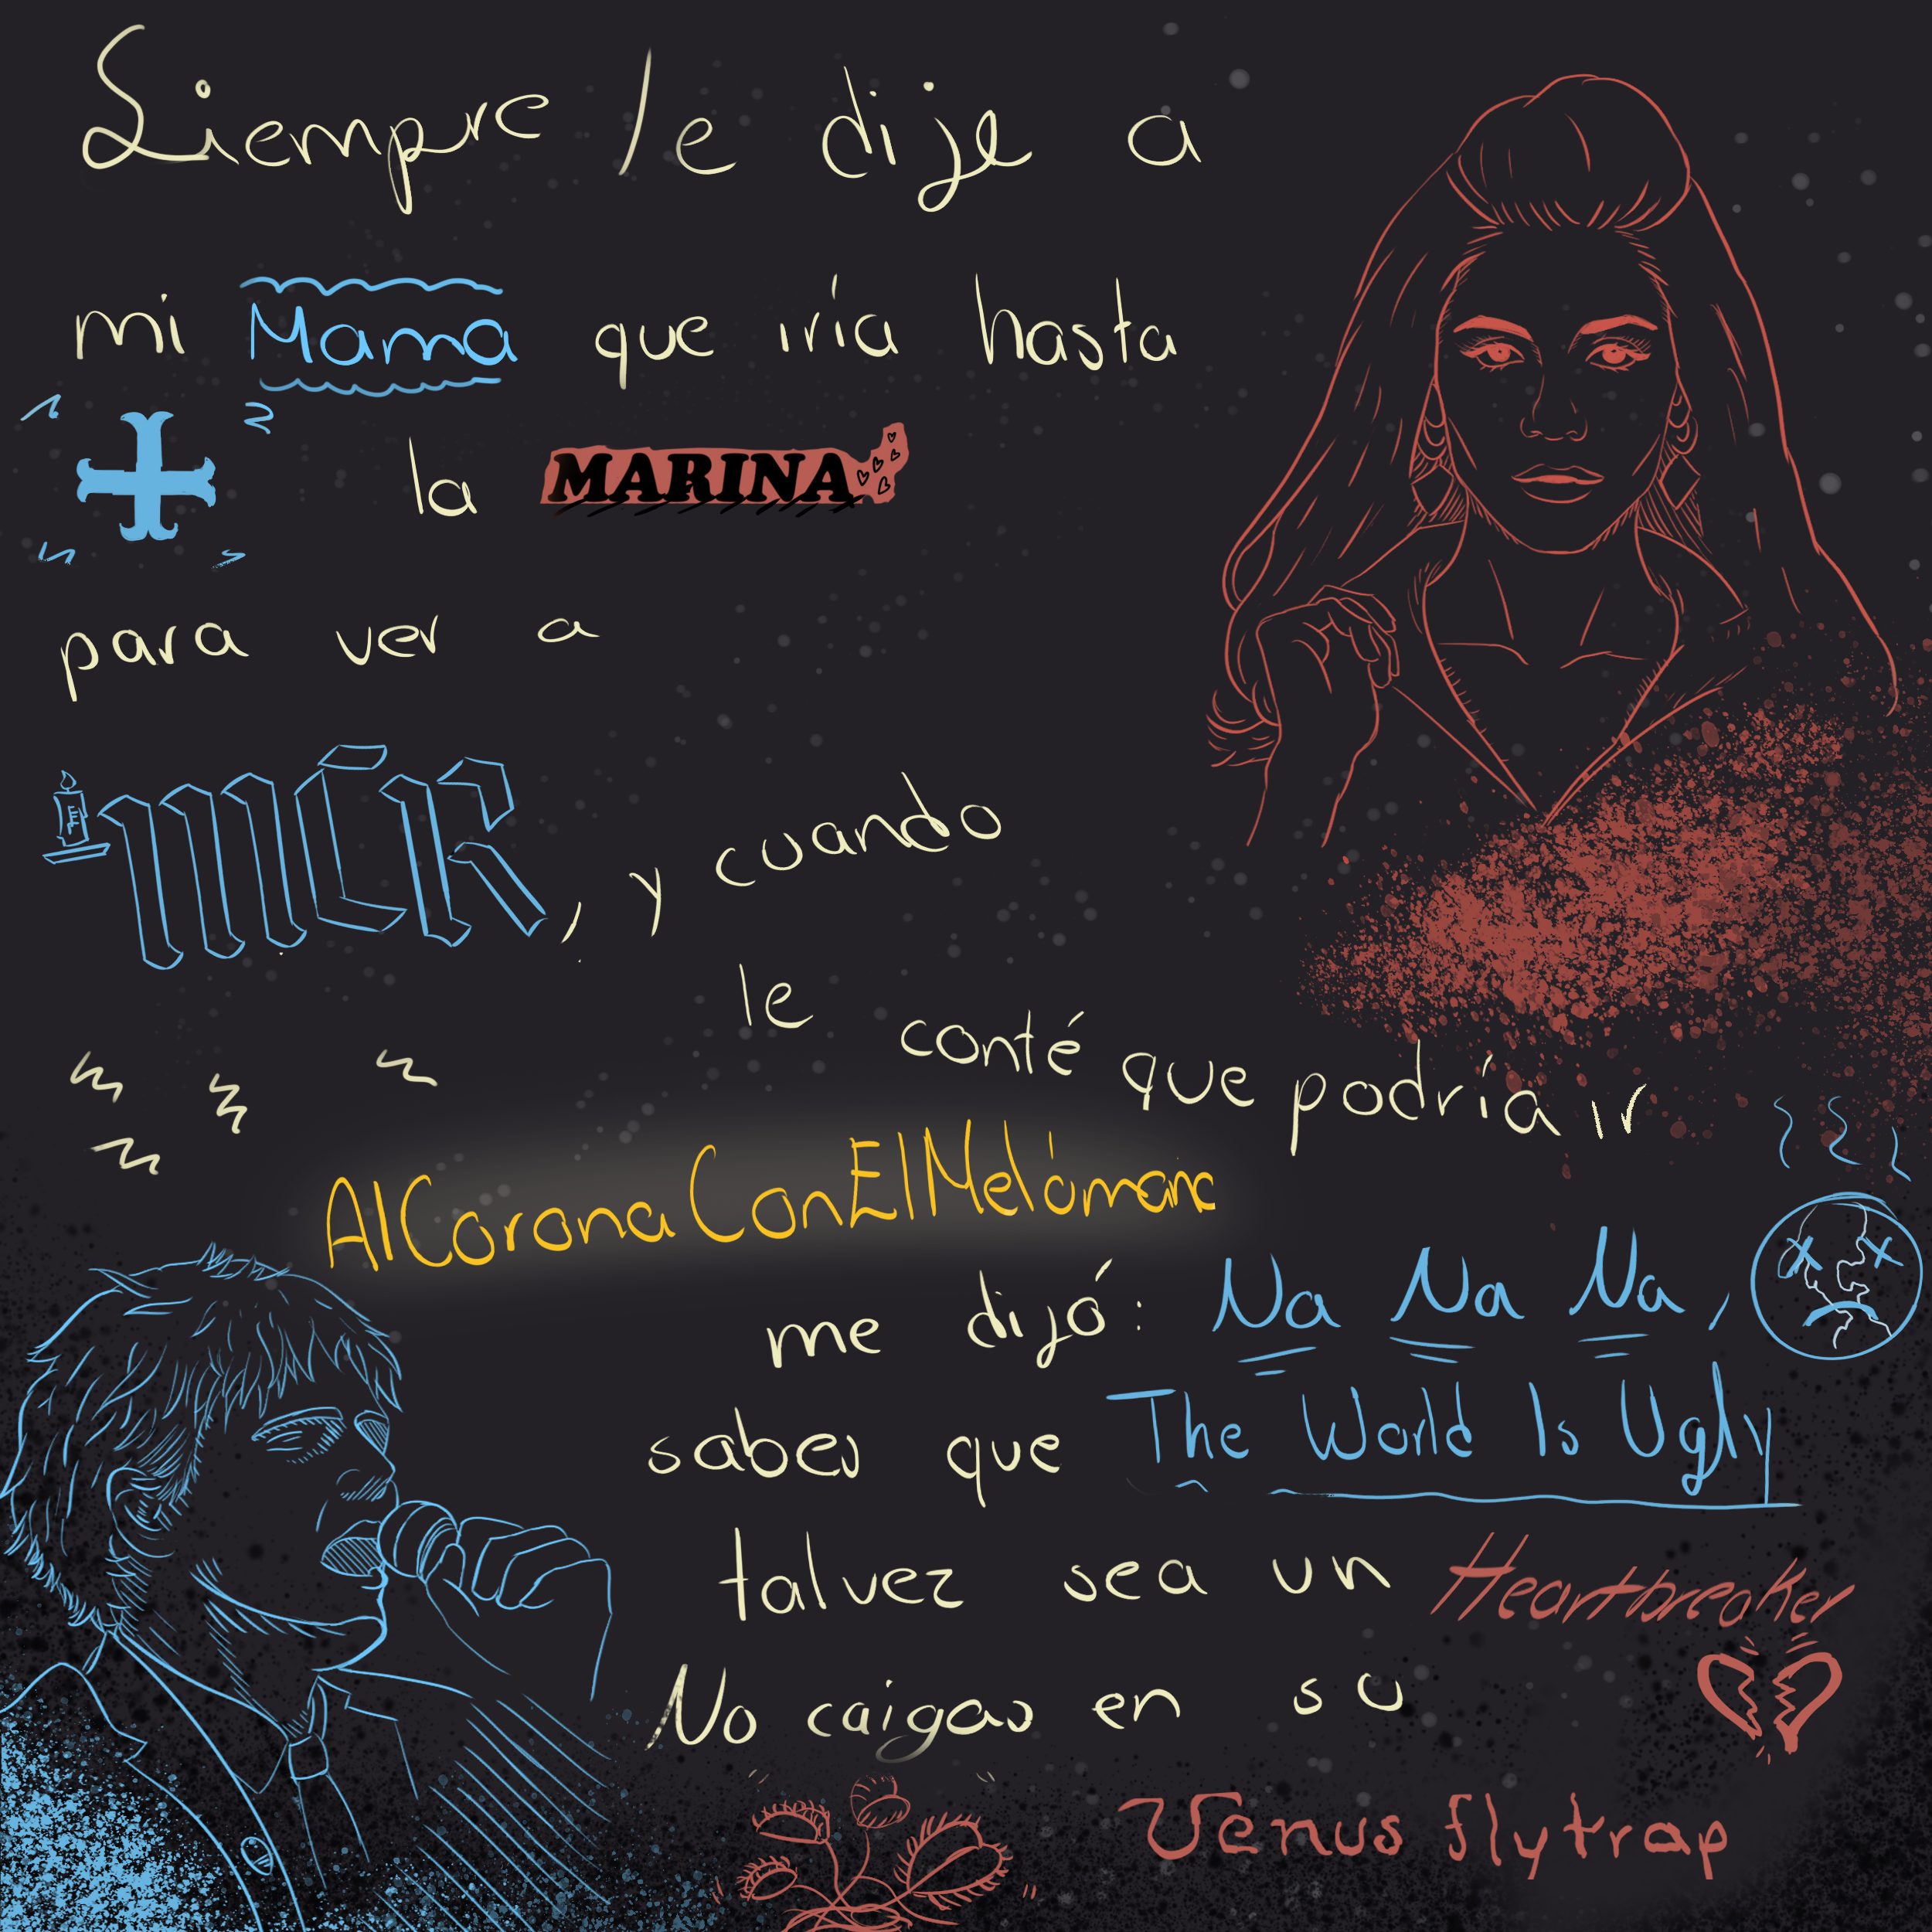 Siempre le dije a
mi Mama que iría hasta
la MARINA
para ver a
MCR, y cuando
le conté que podría ir
AlCoronaConElMelómano
me dijó: Na Na Na,
sabes que The World Is Ugly
talvez sea un Heartbreaker
No caigas en su
Venus flytrap